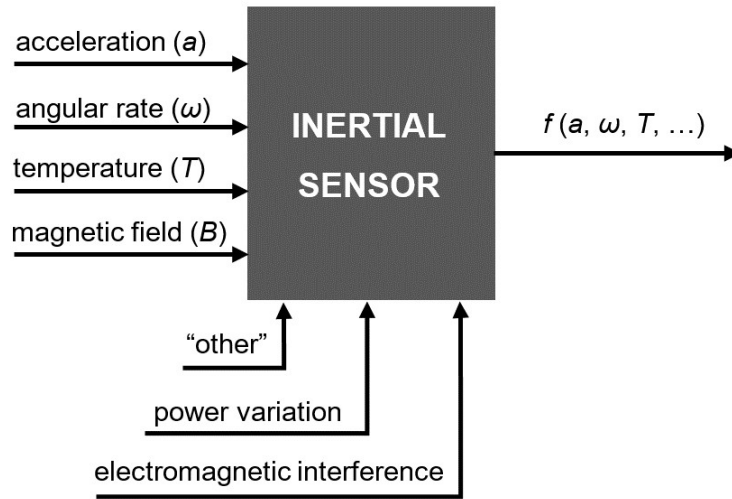 acceleration (a)
angular rate (ω)
temperature (T)
magnetic field (B)
INERTIAL
SENSOR
f (a, ω, T, …)
“other”
power variation
electromagnetic interference